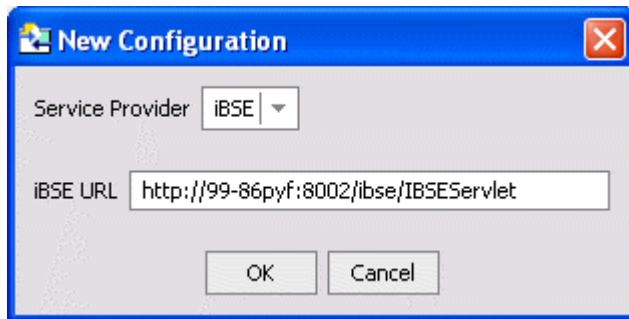 New Configuration
Service Provider iBSE
iBSE URL http://99-86pyf:8002/ibse/IBSEServlet
OK Cancel